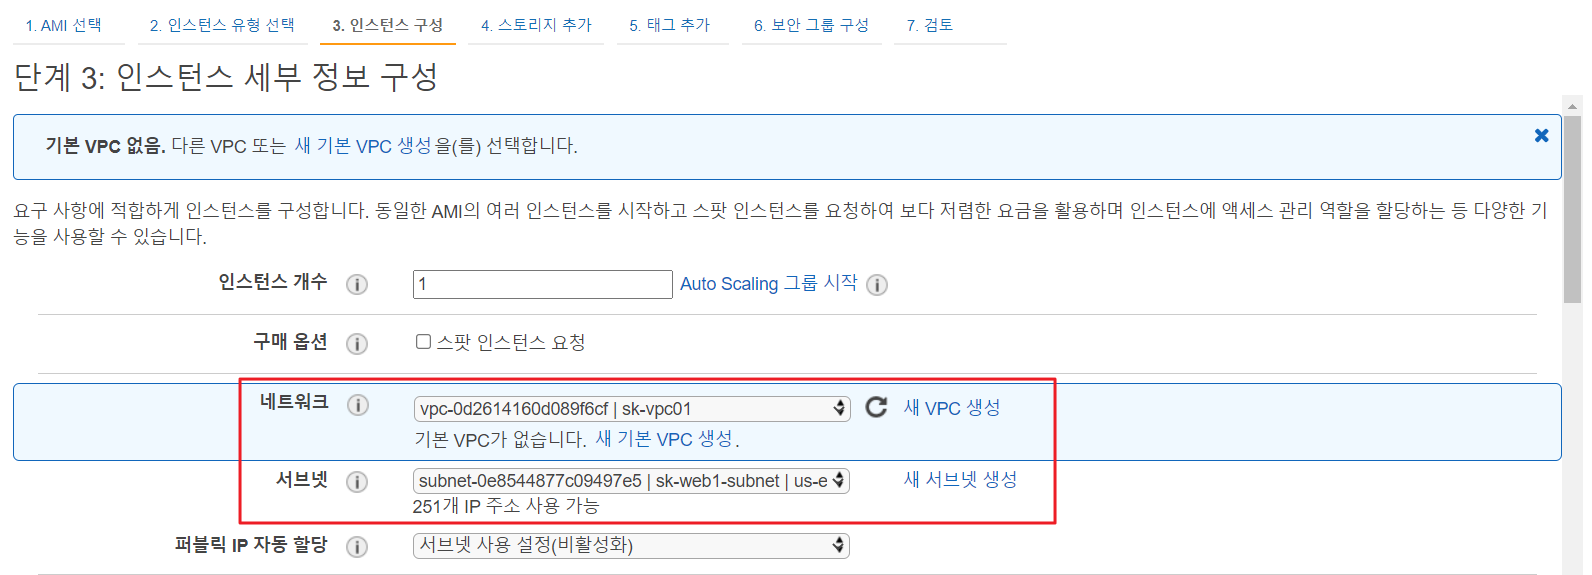 1. AMI 선택 2. 인스턴스 유형 선택 3. 인스턴스 구성 4. 스토리지 추가 5. 태그 추가 6. 보안 그룹 구성 7. 검토
단계 3: 인스턴스 세부 정보 구성
기본 VPC 없음. 다른 VPC 또는 새 기본 VPC 생성을(를) 선택합니다.
요구 사항에 적합하게 인스턴스를 구성합니다. 동일한 AMI의 여러 인스턴스를 시작하고 스팟 인스턴스를 요청하여 보다 저렴한 요금을 활용하며 인스턴스에 액세스 관리 역할을 할당하는 등 다양한 기
능을 사용할 수 있습니다.
인스턴스 개수 1 Auto Scaling 그룹 시작
구매 옵션 스팟 인스턴스 요청
네트워크 vpc-0d2614160d089f6cf | sk-vpc01 새 VPC 생성
기본 VPC가 없습니다. 새 기본 VPC 생성.
서브넷 subnet-0e8544877c09497e5 | sk-web1-subnet | us-e 새 서브넷 생성
251개 IP 주소 사용 가능
퍼블릭 IP 자동 할당 서브넷 사용 설정(비활성화)